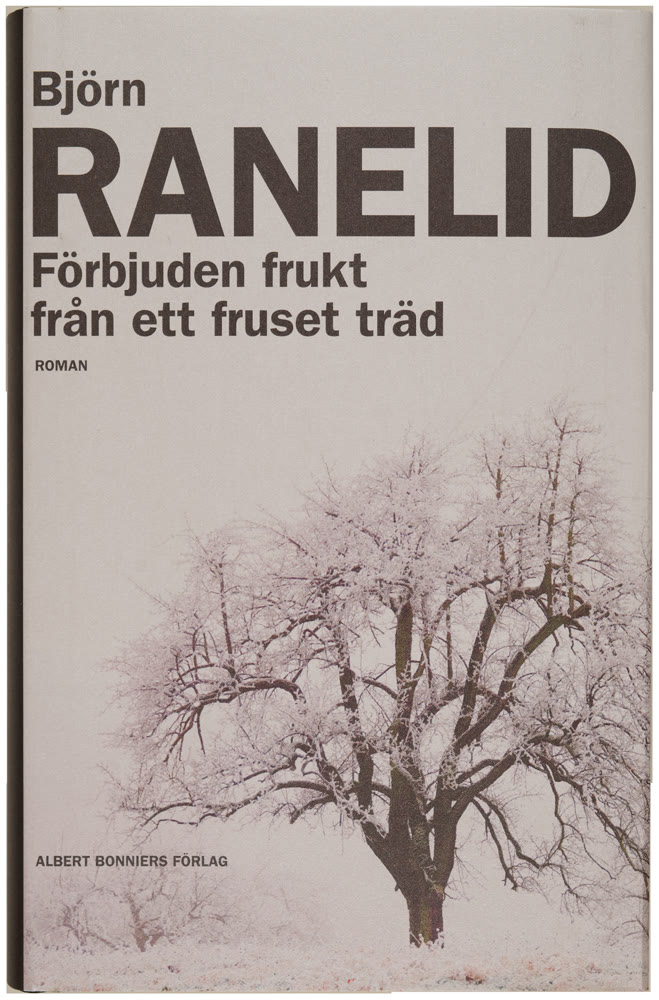 Björn
RANELID
Förbjuden frukt
från ett fruset träd
ROMAN
ALBERT BONNIERS FÖRLAG